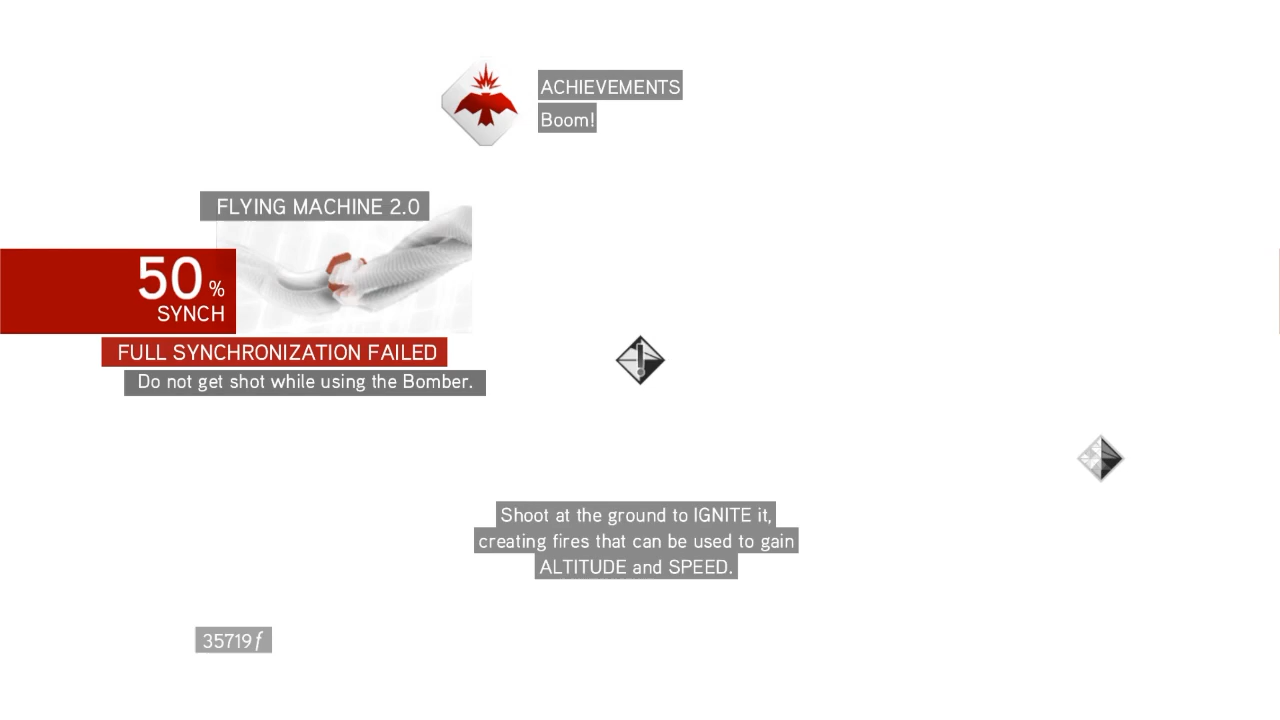 ACHIEVEMENTS
Boom!
FLYING MACHINE 2.0
50 %
SYNCH
FULL SYNCHRONIZATION FAILED
Do not get shot while using the Bomber.
Shoot at the ground to IGNITE it,
creating fires that can be used to gain
ALTITUDE and SPEED.
35719 ƒ